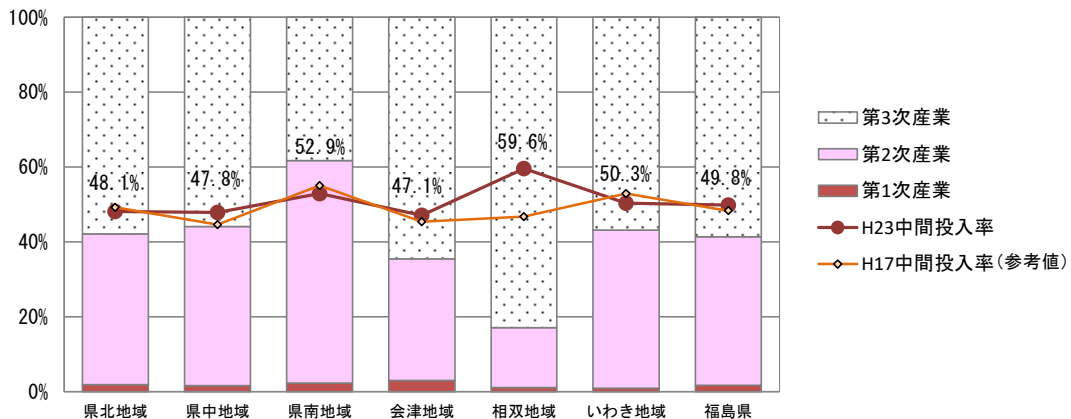 100%
80%
60%
40%
20%
0%
48.1%
47.8%
52.9%
47.1%
59.6%
50.3%
49.8%
県北地域
県中地域
県南地域
会津地域
相双地域
いわき地域
福島県
第3次産業
第2次産業
第1次産業
H23中間投入率
H17中間投入率(参考値)